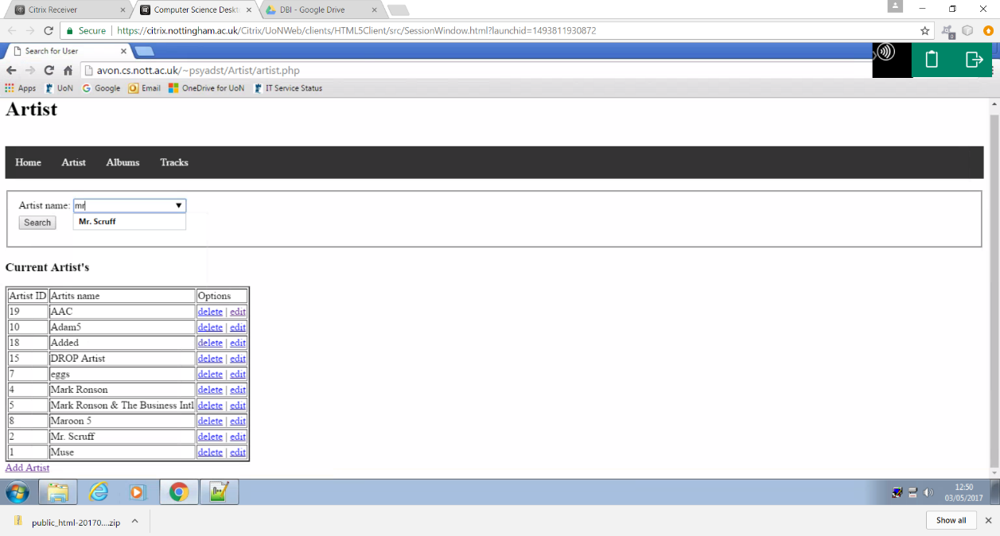 Citrix Receiver
Computer Science Deskt
DBI - Google Drive
Secure
https://citrix.nottingham.ac.uk/Citrix/UoNWeb/clients/HTML5Client/src/SessionWindow.html?launchid=1493811930872
0
Search for User
avon.cs.nott.ac.uk/~psyadst/Artist/artist.php
Apps UoN Google Email OneDrive for UoN IT Service Status
Artist
Home Artist Albums Tracks
Artist name: mr
Search Mr. Scruff
Current Artist's
Artist ID Artits name Options
19 AAC delete | edit
10 Adam5 delete | edit
18 Added delete | edit
15 DROP Artist delete | edit
7 eggs delete | edit
4 Mark Ronson delete | edit
5 Mark Ronson & The Business Intl delete | edit
8 Maroon 5 delete | edit
2 Mr. Scruff delete | edit
1 Muse delete | edit
Add Artist
12:50
03/05/2017
public_html-20170....zip
Show all